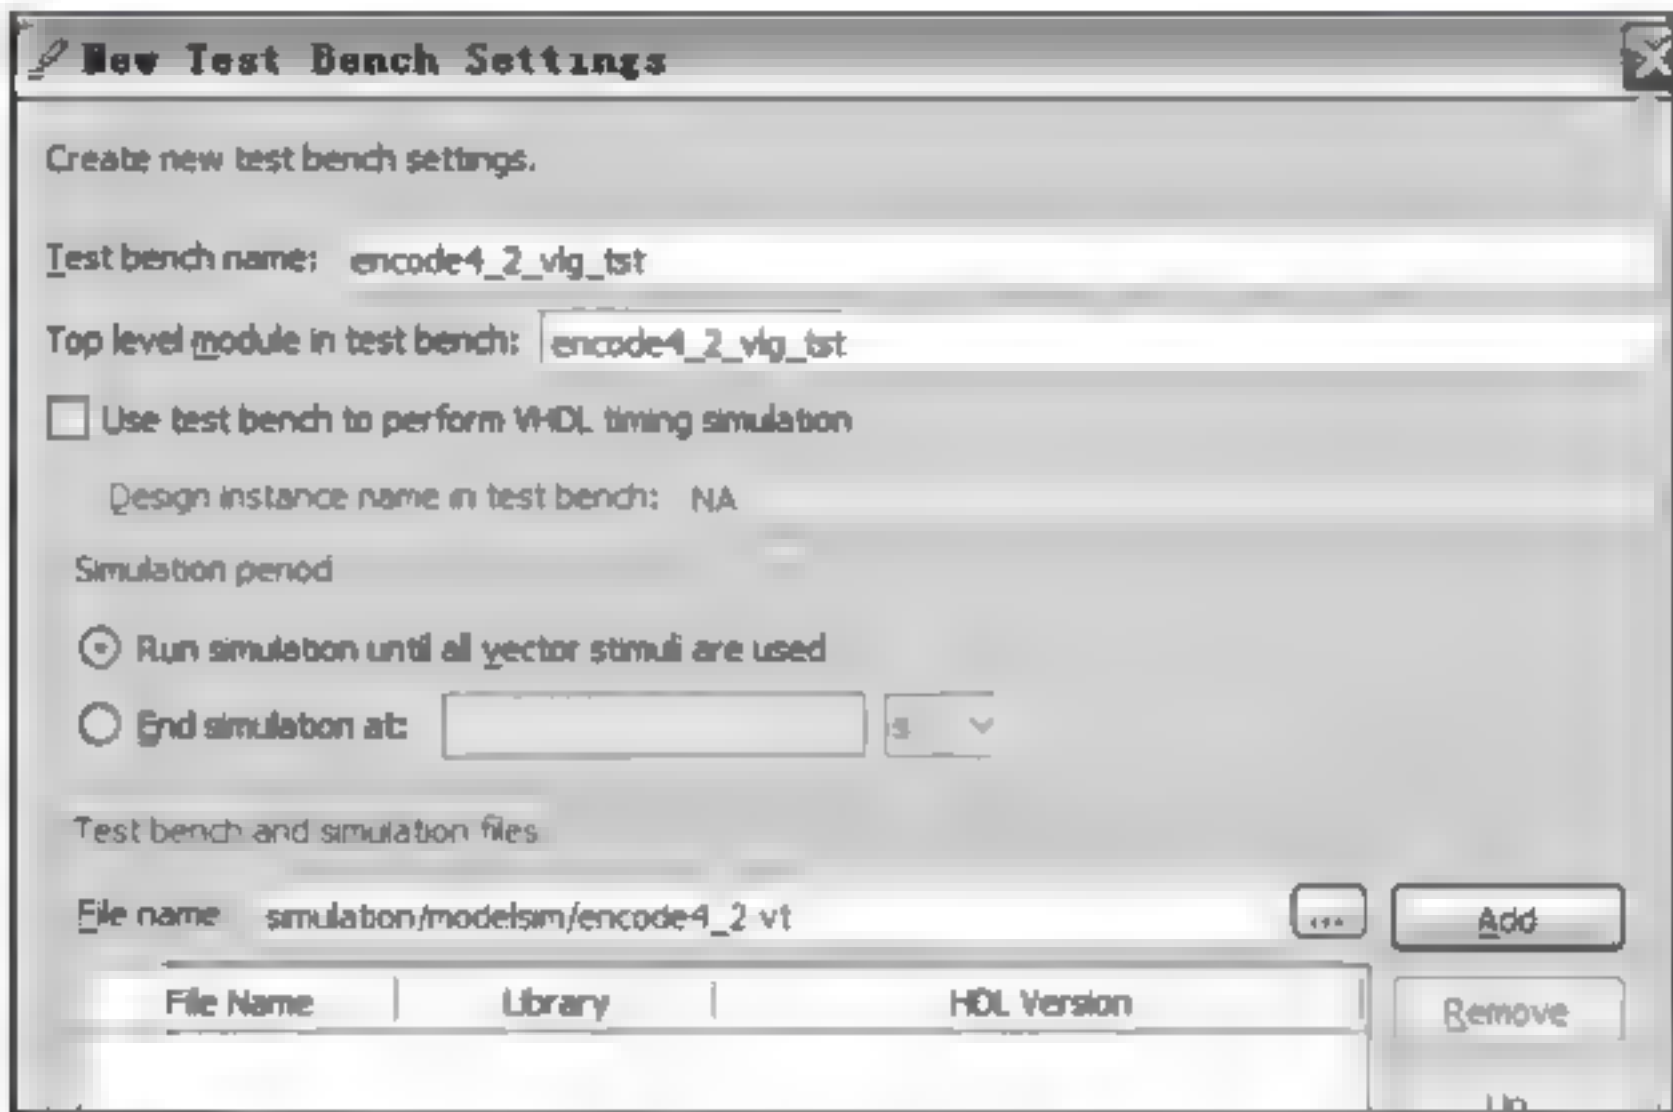 New Test Bench Settings
Create new test bench settings.
Test bench name: encode4_2_vlg_tst
Top level module in test bench: encode4_2_vlg_tst
Use test bench to perform VHDL timing simulation
Design instance name in test bench: NA
Simulation period
Run simulation until all vector stimuli are used
End simulation at: s
Test bench and simulation files
File name simulation/modelsim/encode4_2 vt ... Add
File Name Library HDL Version Remove
Up